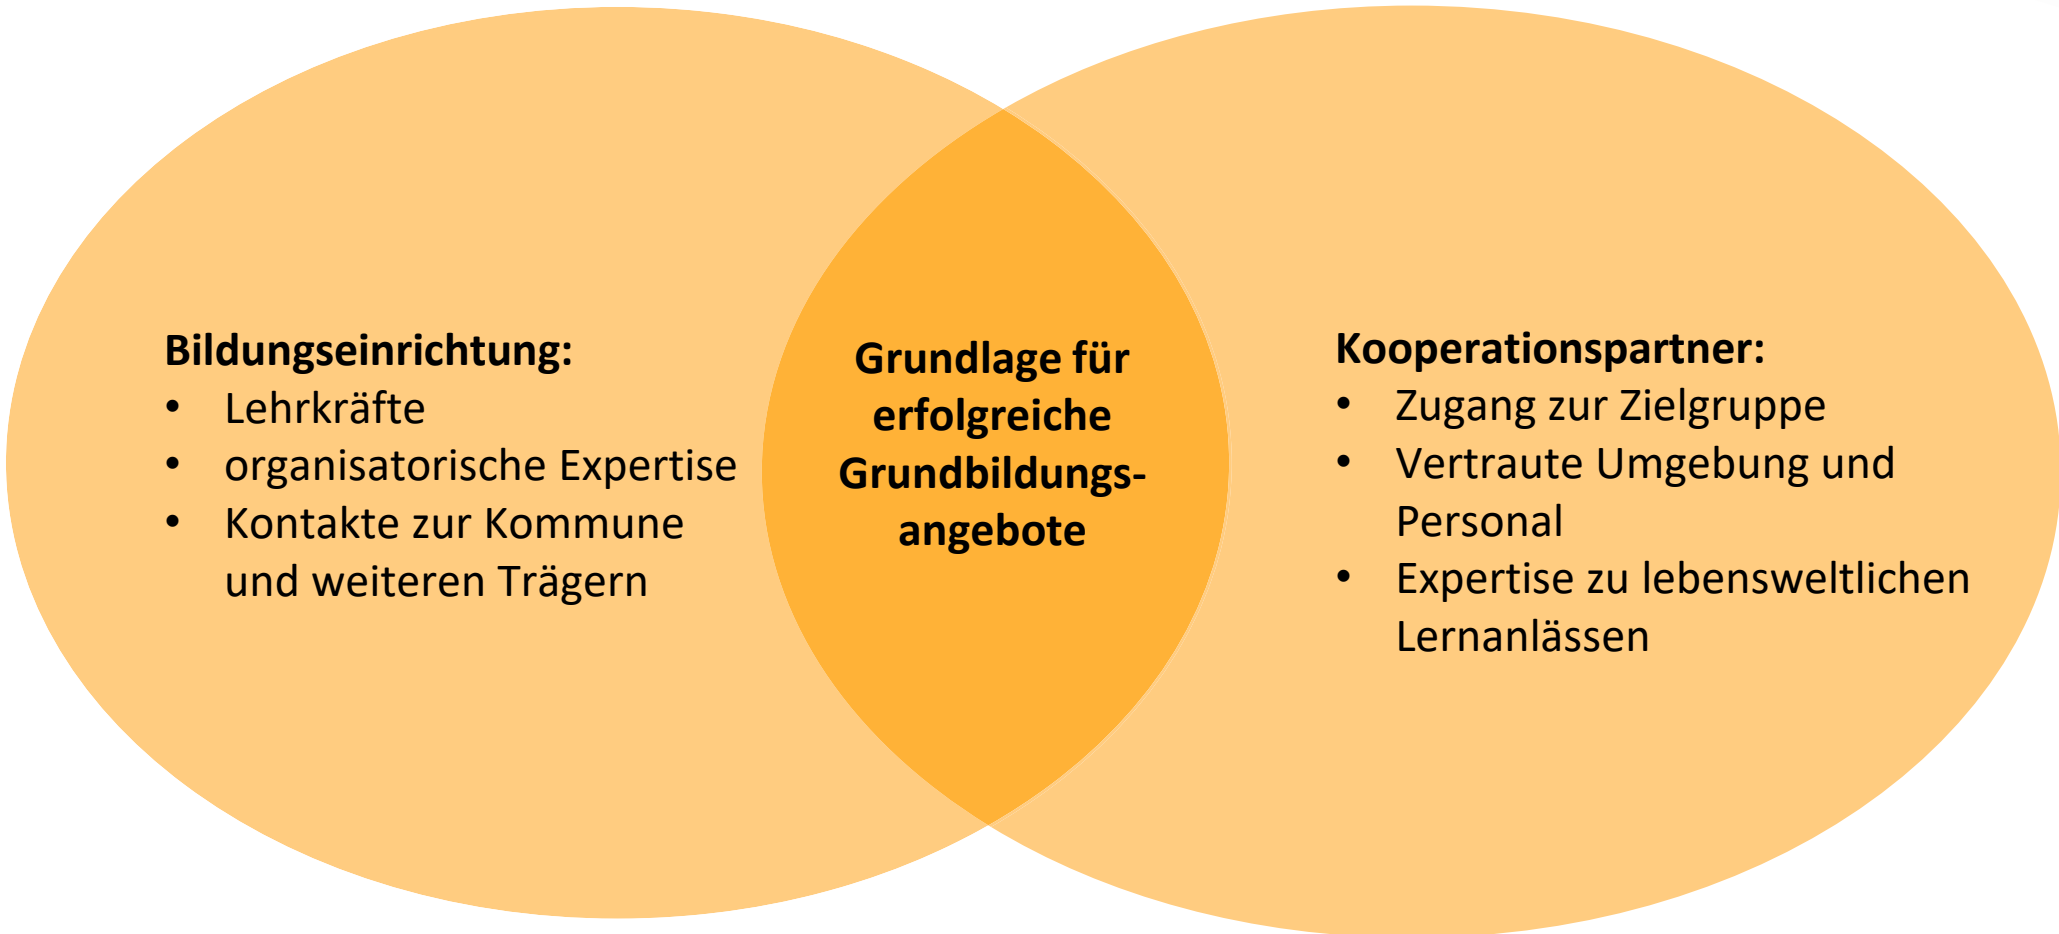 Bildungseinrichtung:
• Lehrkräfte
• organisatorische Expertise
• Kontakte zur Kommune
und weiteren Trägern
Grundlage für
erfolgreiche
Grundbildungs-
angebote
Kooperationspartner:
• Zugang zur Zielgruppe
• Vertraute Umgebung und
Personal
• Expertise zu lebensweltlichen
Lernanlässen